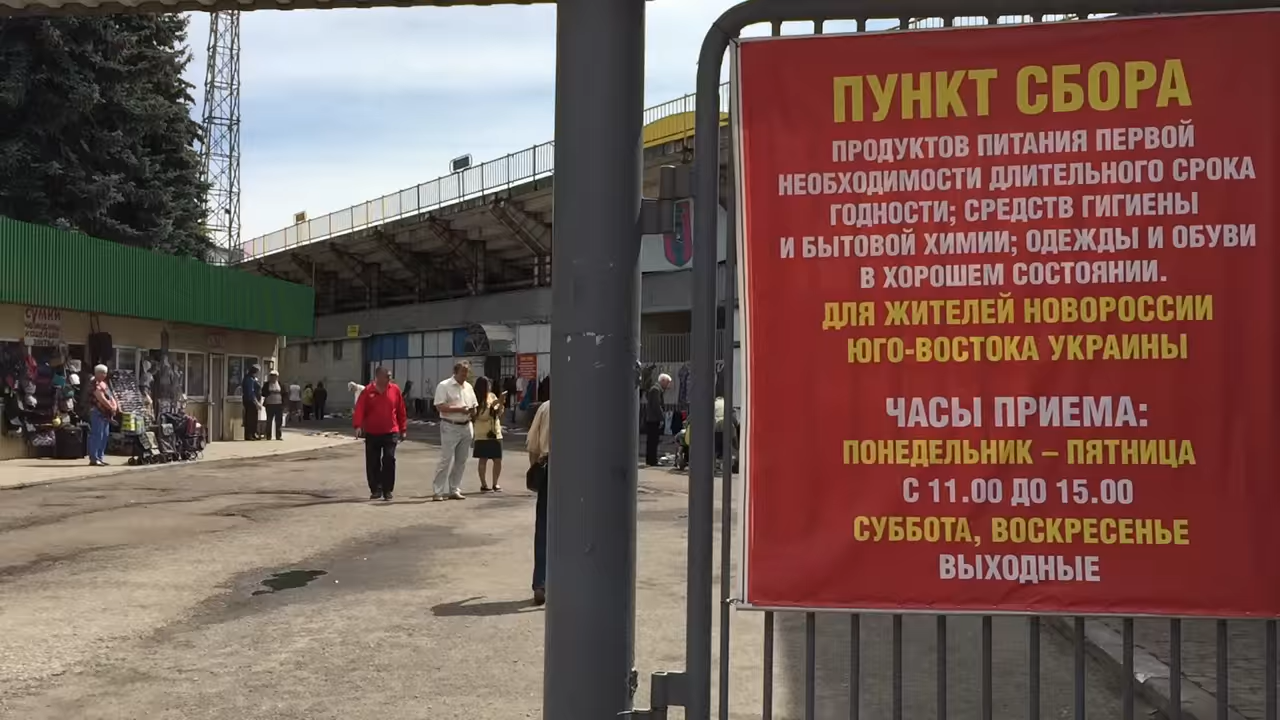 ПУНКТ СБОРА
ПРОДУКТОВ ПИТАНИЯ ПЕРВОЙ
НЕОБХОДИМОСТИ ДЛИТЕЛЬНОГО СРОКА
ГОДНОСТИ; СРЕДСТВ ГИГИЕНЫ
И БЫТОВОЙ ХИМИИ; ОДЕЖДЫ И ОБУВИ
В ХОРОШЕМ СОСТОЯНИИ.
ДЛЯ ЖИТЕЛЕЙ НОВОРОССИИ
ЮГО-ВОСТОКА УКРАИНЫ
ЧАСЫ ПРИЕМА:
ПОНЕДЕЛЬНИК – ПЯТНИЦА
С 11.00 ДО 15.00
СУББОТА, ВОСКРЕСЕНЬЕ
ВЫХОДНЫЕ
СУМКИ